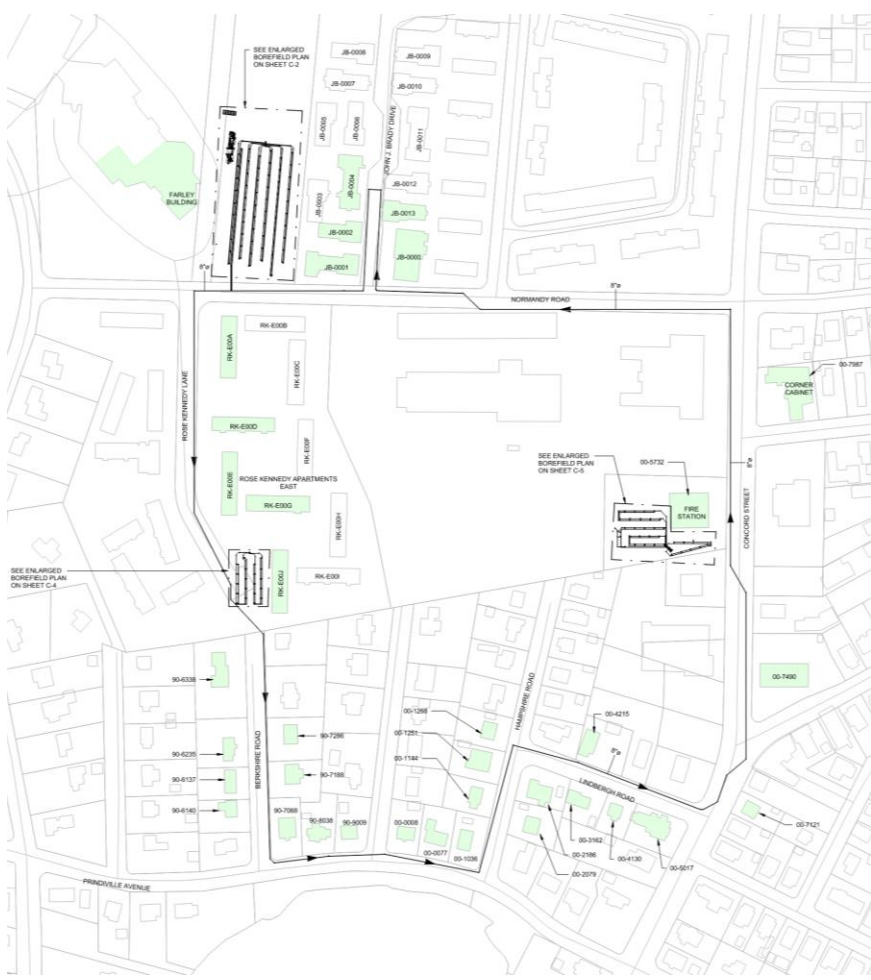 SEE ENLARGED
BOREFIELD PLAN
ON SHEET C-2
JB-0008
JB-0009
JB-0007
JB-0010
JB-0005
JB-0006
JB-0011
JOHN J. BRADY DRIVE
JB-0004
JB-0003
JB-0012
FARLEY
BUILDING
JB-0013
JB-0002
JB-0000
JB-0001
8"ø
8"ø
NORMANDY ROAD
RK-E00A
RK-E00B
RK-E00C
00-7987
CORNER
CABINET
ROSE KENNEDY LANE
RK-E00D
RK-E00F
SEE ENLARGED
BOREFIELD PLAN
ON SHEET C-5
00-5732
8"ø
RK-E00E
ROSE KENNEDY APARTMENTS
EAST
RK-E00G
RK-E00H
FIRE
STATION
CONCORD STREET
SEE ENLARGED
BOREFIELD PLAN
ON SHEET C-4
RK-E00J
RK-E00I
90-6338
00-7490
HAMPSHIRE ROAD
00-1268
00-4215
BERKSHIRE ROAD
90-7286
00-1251
90-6235
8"ø
90-7188
00-1144
90-6137
LINDBERGH ROAD
90-6140
90-7068
90-8038
90-9009
00-0008
00-0077
00-1036
00-7121
00-3162
00-2186
00-4130
00-5017
00-2079
PRINDIVILLE AVENUE